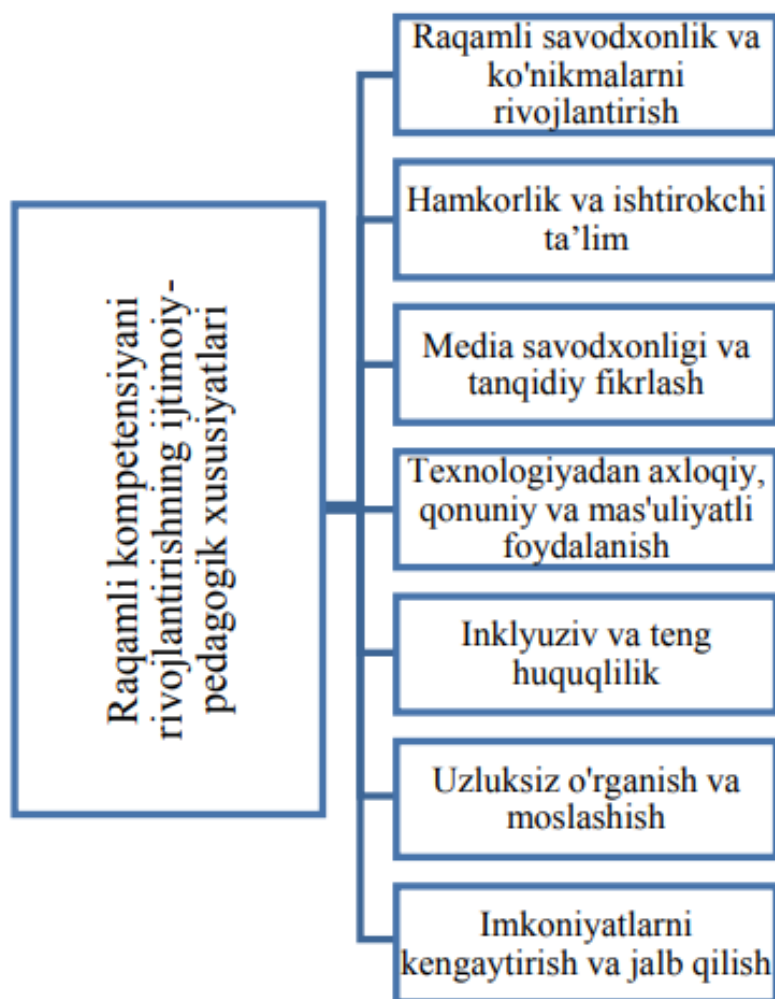 Raqamli kompetensiyani
rivojlantirishning ijtimoiy-
pedagogik xususiyatlari
Raqamli savodxonlik va
ko'nikmalarni
rivojlantirish
Hamkorlik va ishtirokchi
ta’lim
Media savodxonligi va
tanqidiy fikrlash
Texnologiyadan axloqiy,
qonuniy va mas'uliyatli
foydalanish
Inklyuziv va teng
huquqlilik
Uzluksiz o'rganish va
moslashish
Imkoniyatlarni
kengaytirish va jalb qilish